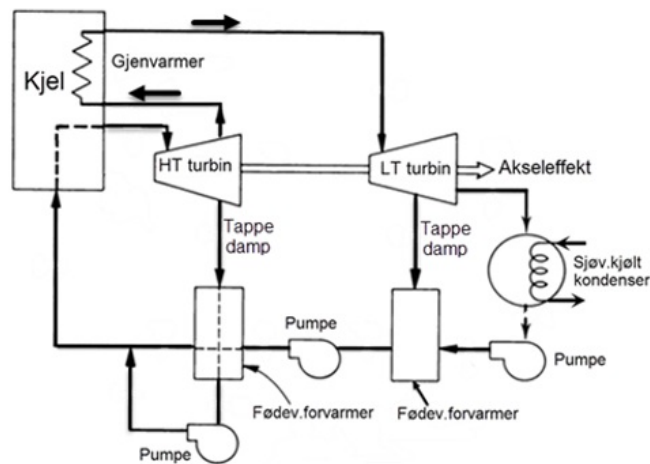 Gjenvarmer
Kjel
HT turbin
LT turbin
Akseleffekt
Tappe
damp
Tappe
damp
Sjøv.kjølt
kondenser
Pumpe
Pumpe
Fødev.forvarmer
Fødev.forvarmer
Pumpe